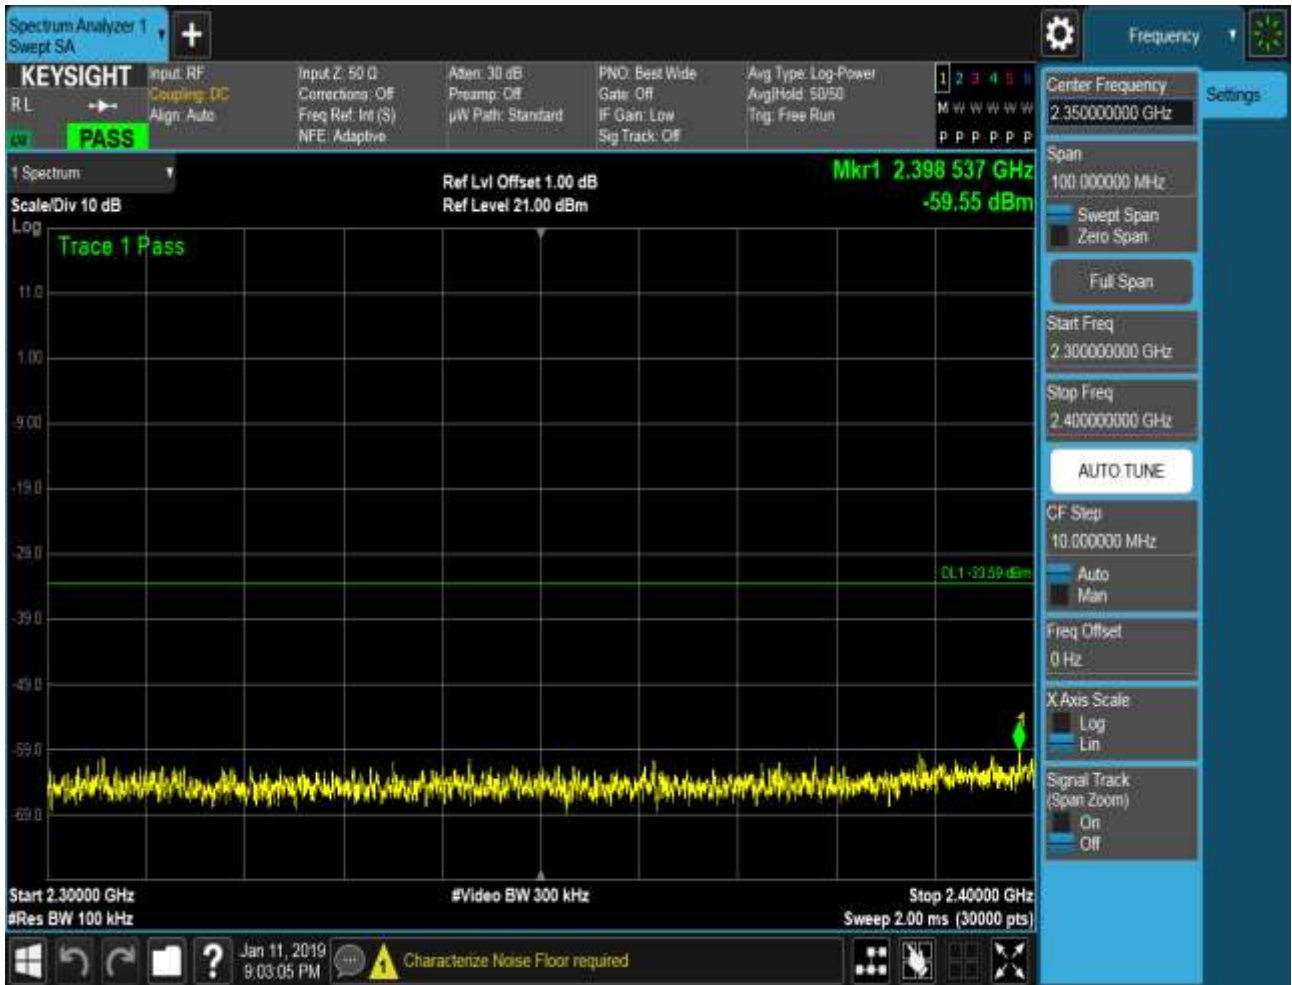 Spectrum Analyzer 1
Swept SA
+
Frequency
KEYSIGHT
RL
PASS
Input: RF
Coupling: DC
Align: Auto
Input Z: 50 Ω
Corrections: Off
Freq Ref: Int (S)
NFE: Adaptive
Atten: 30 dB
Preamp: Off
µW Path: Standard
PNO: Best Wide
Gate: Off
IF Gain: Low
Sig Track: Off
Avg Type: Log-Power
Avg|Hold: 50/50
Trig: Free Run
1 2 3 4 5 6
M W W W W W
P P P P P P
1 Spectrum
Scale/Div 10 dB
Ref Lvl Offset 1.00 dB
Ref Level 21.00 dBm
Mkr1 2.398 537 GHz
-59.55 dBm
Log
Trace 1 Pass
11.0
1.00
-9.00
-19.0
-29.0
DL1 -33.59 dBm
-39.0
-49.0
1
-59.0
-69.0
Start 2.30000 GHz
#Video BW 300 kHz
Stop 2.40000 GHz
#Res BW 100 kHz
Sweep 2.00 ms (30000 pts)
Center Frequency
2.350000000 GHz
Settings
Span
100.000000 MHz
Swept Span
Zero Span
Full Span
Start Freq
2.300000000 GHz
Stop Freq
2.400000000 GHz
AUTO TUNE
CF Step
10.000000 MHz
Auto
Man
Freq Offset
0 Hz
X Axis Scale
Log
Lin
Signal Track
(Span Zoom)
On
Off
?
Jan 11, 2019
9:03:05 PM
1
Characterize Noise Floor required